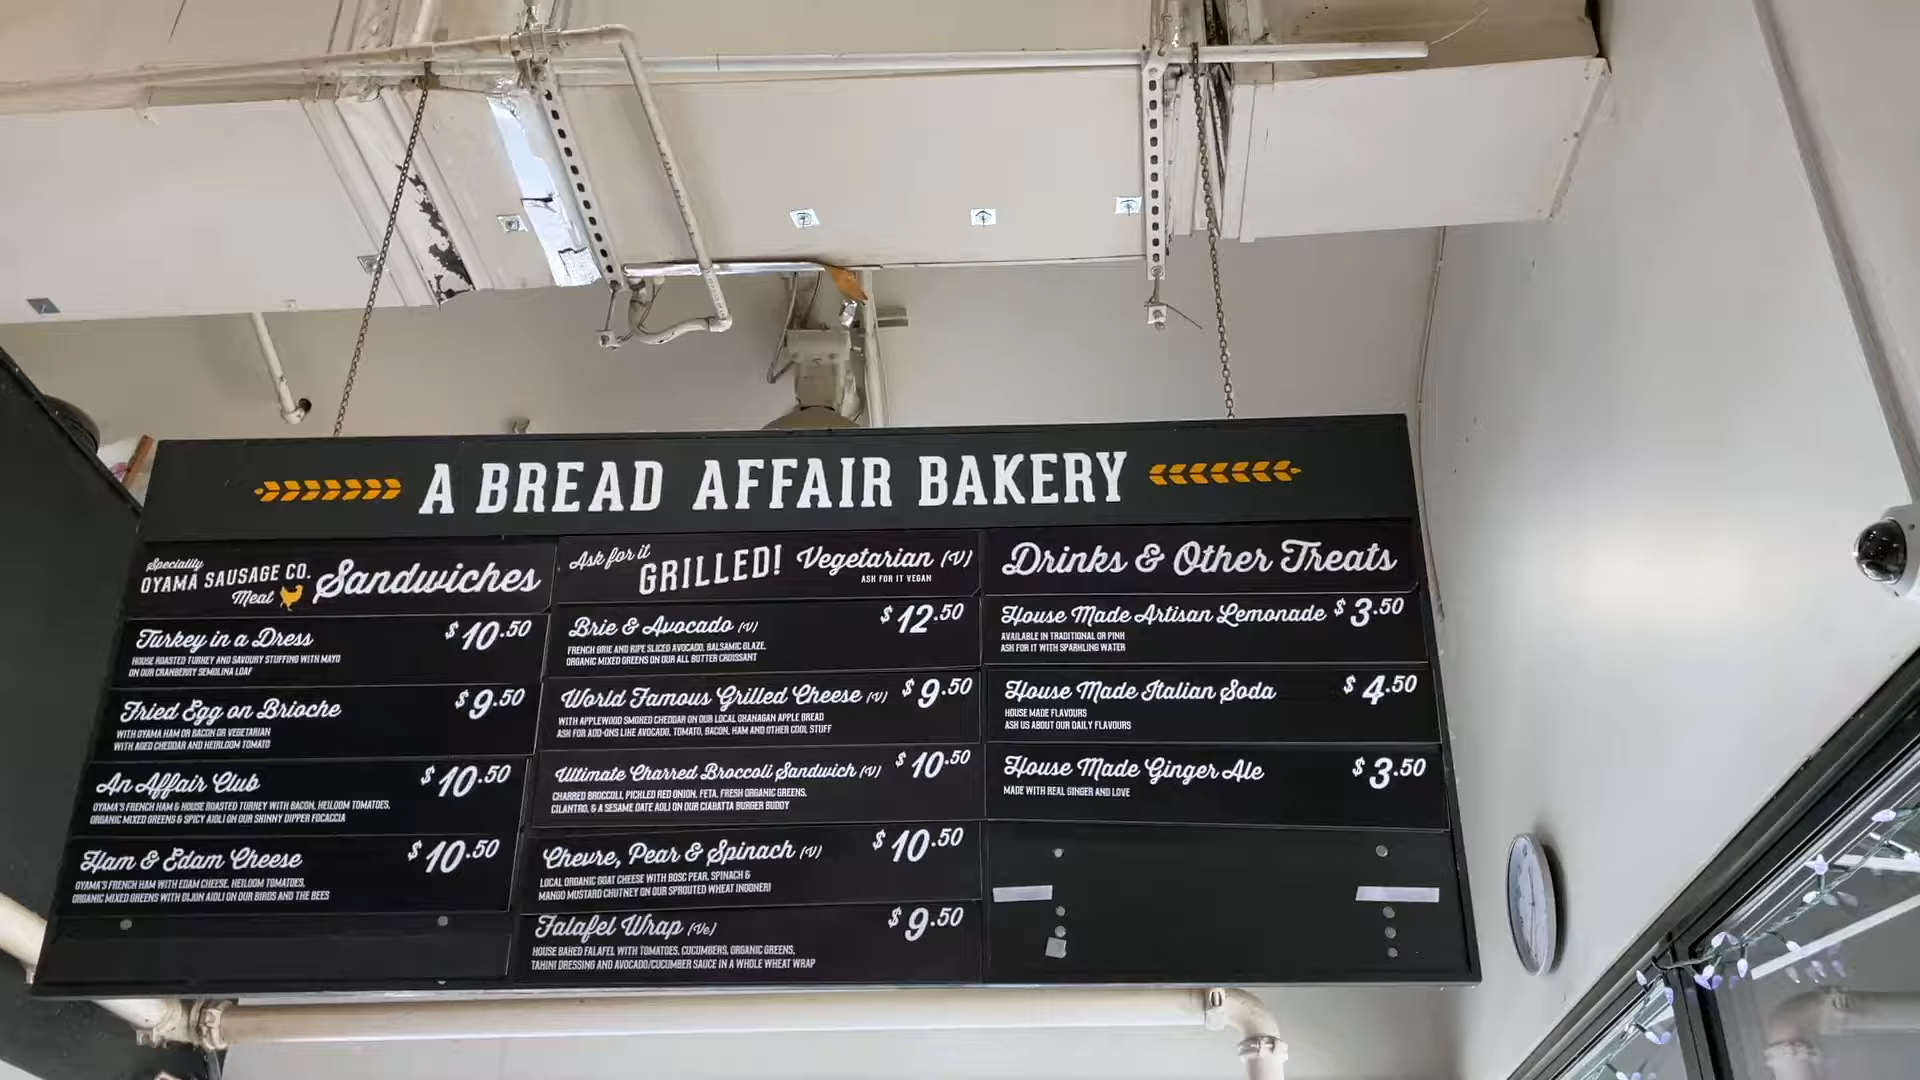 A BREAD AFFAIR BAKERY
Speciality
OYAMA SAUSAGE CO.
Meat
Sandwiches
Turkey in a Dress $10.50
HOUSE ROASTED TURKEY AND SAVOURY STUFFING WITH MAYO
ON OUR CRANBERRY SEMOLINA LOAF
Fried Egg on Brioche $9.50
WITH OYAMA HAM OR BACON OR VEGETARIAN
WITH AGED CHEDDAR AND HEIRLOOM TOMATO
An Affair Club $10.50
OYAMA'S FRENCH HAM & HOUSE ROASTED TURKEY WITH BACON, HEILOOM TOMATOES,
ORGANIC MIXED GREENS & SPICY AIOLI ON OUR SKINNY DIPPER FOCACCIA
Ham & Edam Cheese $10.50
OYAMA'S FRENCH HAM WITH EDAM CHEESE, HEILOOM TOMATOES,
ORGANIC MIXED GREENS WITH DIJON AIOLI ON OUR BIRDS AND THE BEES
Ask for it
GRILLED! Vegetarian (V)
ASK FOR IT VEGAN
Brie & Avocado (V) $12.50
FRENCH BRIE AND RIPE SLICED AVOCADO, BALSAMIC GLAZE,
ORGANIC MIXED GREENS ON OUR ALL BUTTER CROISSANT
World Famous Grilled Cheese (V) $9.50
WITH APPLEWOOD SMOKED CHEDDAR ON OUR LOCAL OKANAGAN APPLE BREAD
ASK FOR ADD-ONS LIKE AVOCADO, TOMATO, BACON, HAM AND OTHER COOL STUFF
Ultimate Charred Broccoli Sandwich (V) $10.50
CHARRED BROCCOLI, PICKLED RED ONION, FETA, FRESH ORGANIC GREENS,
CILANTRO, & A SESAME DATE AIOLI ON OUR CIABATTA BURGER BUDDY
Chevre, Pear & Spinach (V) $10.50
LOCAL ORGANIC GOAT CHEESE WITH BOSC PEAR, SPINACH &
MANGO MUSTARD CHUTNEY ON OUR SPROUTED WHEAT
Falafel Wrap (Ve) $9.50
HOUSE BAKED FALAFEL WITH TOMATOES, CUCUMBERS, ORGANIC GREENS,
TAHINI DRESSING AND AVOCADO/CUCUMBER SAUCE IN A WHOLE WHEAT WRAP
Drinks & Other Treats
House Made Artisan Lemonade $3.50
AVAILABLE IN TRADITIONAL OR PINK
ASK FOR IT WITH SPARKLING WATER
House Made Italian Soda $4.50
HOUSE MADE FLAVOURS
ASK US ABOUT OUR DAILY FLAVOURS
House Made Ginger Ale $3.50
MADE WITH REAL GINGER AND LOVE